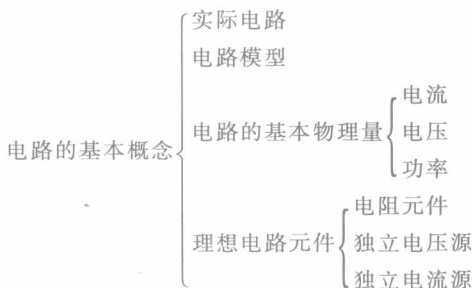 实际电路
电路模型
电路的基本概念
电路的基本物理量
电流
电压
功率
理想电路元件
电阻元件
独立电压源
独立电流源